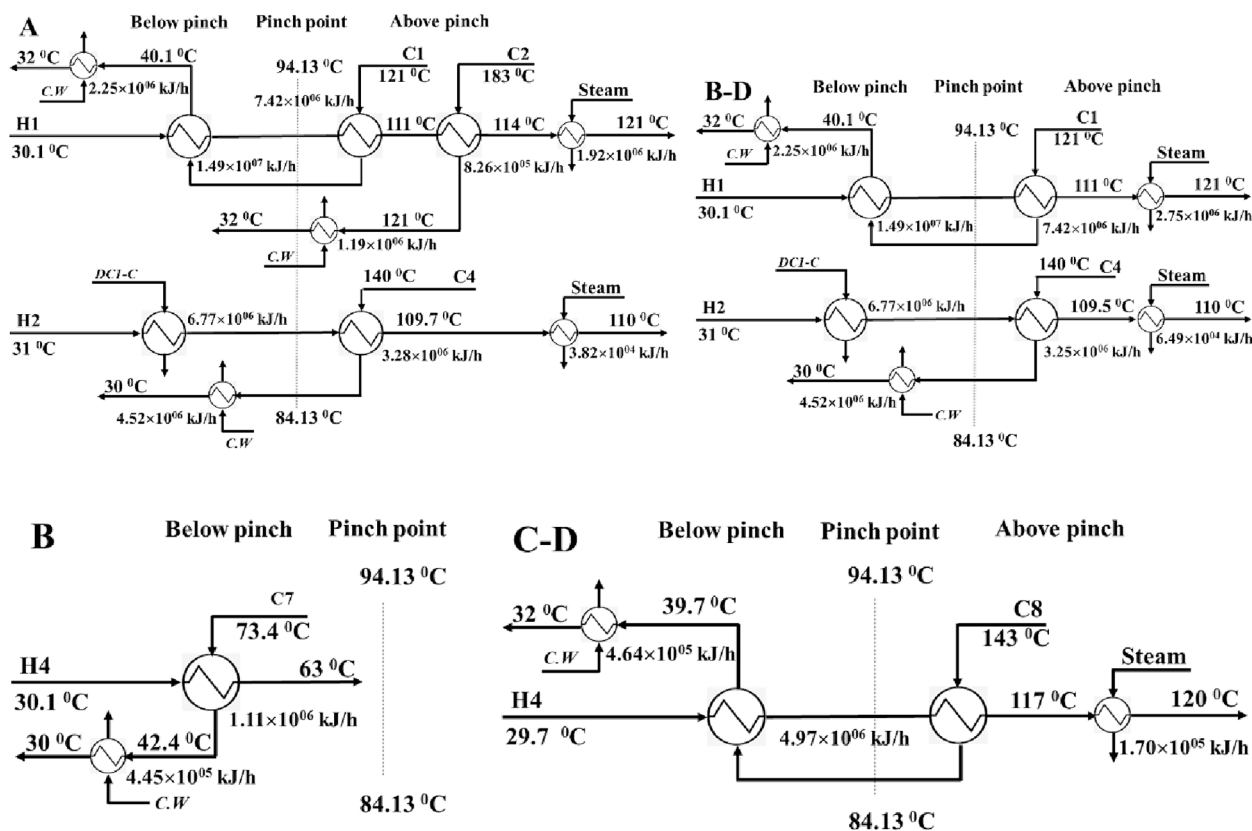 A
Below pinch Pinch point Above pinch
32 ⁰C
40.1 ⁰C
94.13 ⁰C
C1
121 ⁰C
C2
183 ⁰C
C.W
2.25×10⁰⁶ kJ/h
7.42×10⁰⁶ kJ/h
Steam
H1
30.1 ⁰C
111 ⁰C
114 ⁰C
121 ⁰C
1.49×10⁰⁷ kJ/h
8.26×10⁰⁵ kJ/h
1.92×10⁰⁶ kJ/h
32 ⁰C
121 ⁰C
1.19×10⁰⁶ kJ/h
C.W
DC1-C
140 ⁰C
C4
Steam
H2
31 ⁰C
6.77×10⁰⁶ kJ/h
109.7 ⁰C
110 ⁰C
3.28×10⁰⁶ kJ/h
3.82×10⁰⁴ kJ/h
30 ⁰C
4.52×10⁰⁶ kJ/h
84.13 ⁰C
C.W
B-D
Below pinch Pinch point Above pinch
32 ⁰C
40.1 ⁰C
94.13 ⁰C
C1
121 ⁰C
C.W
2.25×10⁰⁶ kJ/h
Steam
H1
30.1 ⁰C
111 ⁰C
121 ⁰C
1.49×10⁰⁷ kJ/h
7.42×10⁰⁶ kJ/h
2.75×10⁰⁶ kJ/h
DC1-C
140 ⁰C
C4
Steam
H2
31 ⁰C
6.77×10⁰⁶ kJ/h
109.5 ⁰C
110 ⁰C
3.25×10⁰⁶ kJ/h
6.49×10⁰⁴ kJ/h
30 ⁰C
4.52×10⁰⁶ kJ/h
C.W
84.13 ⁰C
B
Below pinch Pinch point
94.13 ⁰C
C7
73.4 ⁰C
H4
30.1 ⁰C
63 ⁰C
1.11×10⁰⁶ kJ/h
30 ⁰C
42.4 ⁰C
4.45×10⁰⁵ kJ/h
C.W
84.13 ⁰C
C-D
Below pinch Pinch point Above pinch
94.13 ⁰C
32 ⁰C
39.7 ⁰C
C8
143 ⁰C
C.W
4.64×10⁰⁵ kJ/h
Steam
H4
29.7 ⁰C
117 ⁰C
120 ⁰C
4.97×10⁰⁶ kJ/h
1.70×10⁰⁵ kJ/h
84.13 ⁰C